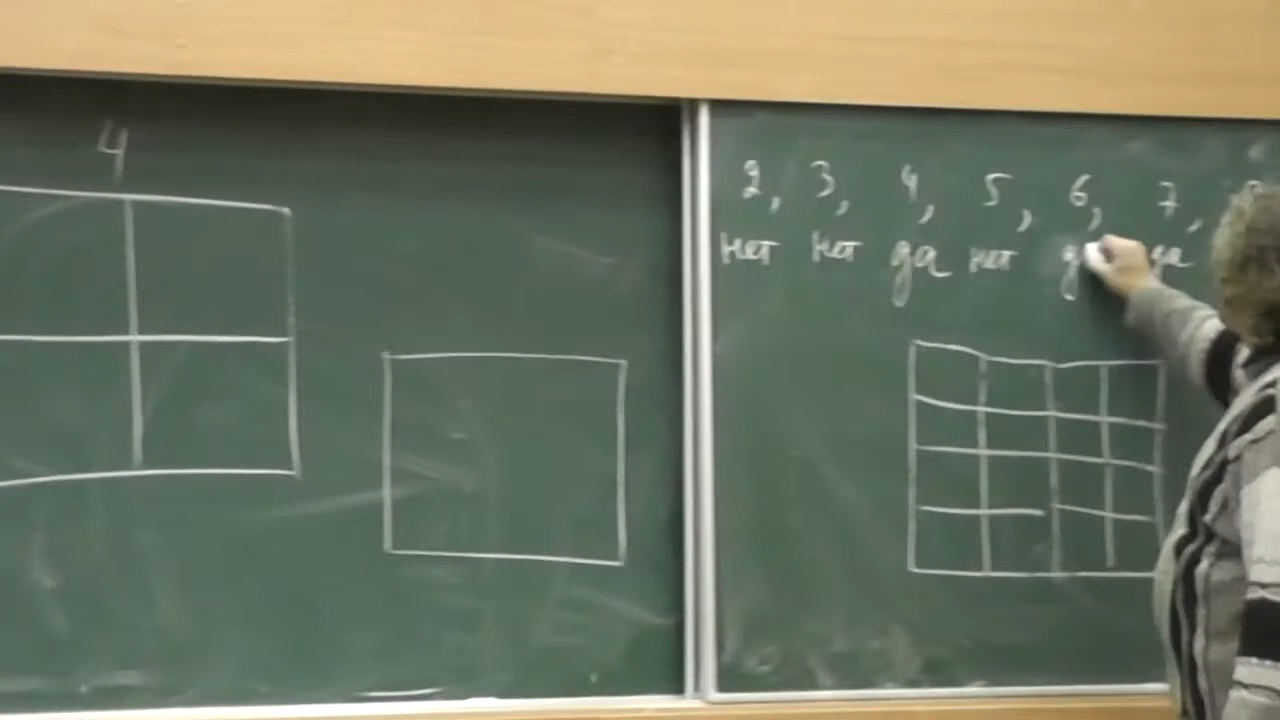 4
2, 3, 4, 5, 6, 7,
нет нет да нет да